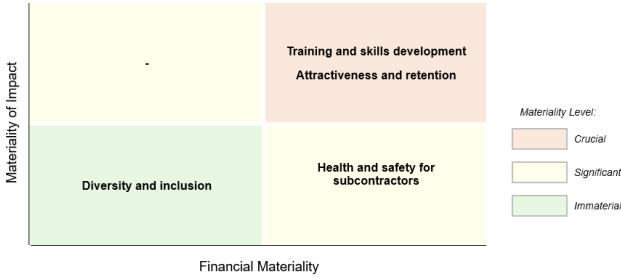 Materiality of Impact
-
Training and skills development
Attractiveness and retention
Diversity and inclusion
Health and safety for
subcontractors
Financial Materiality
Materiality Level:
Crucial
Significant
Immaterial